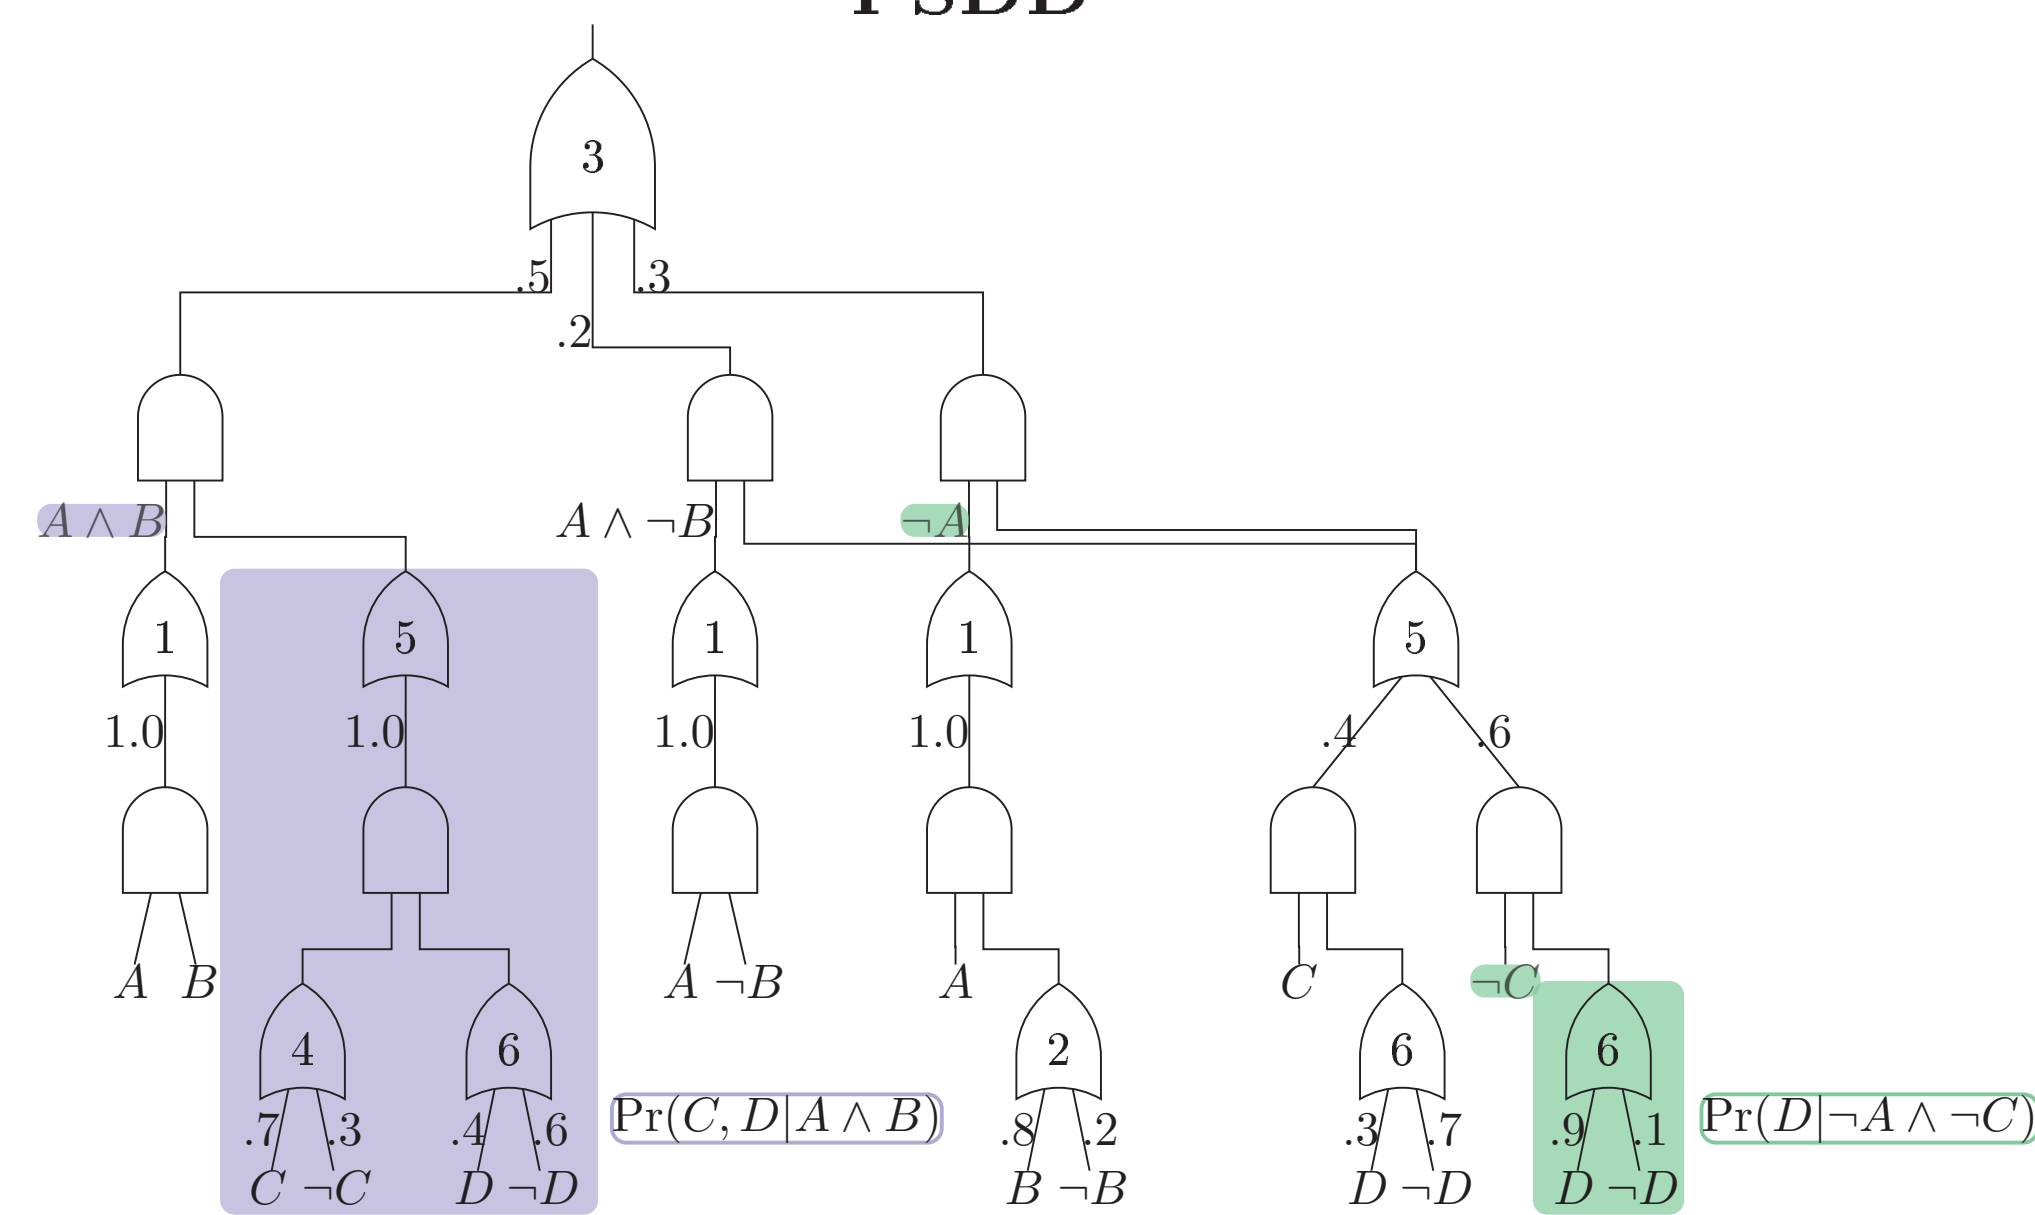 PSDD
3
.5 .3
.2
A ∧ B A ∧ ¬B ¬A
1 5 1 1 5
1.0 1.0 1.0 1.0 .4 .6
A B A ¬B A C ¬C
4 6 2 6 6
Pr(C, D|A ∧ B) Pr(D|¬A ∧ ¬C)
.7 .3 .4 .6 .8 .2 .3 .7 .9 .1
C ¬C D ¬D B ¬B D ¬D D ¬D